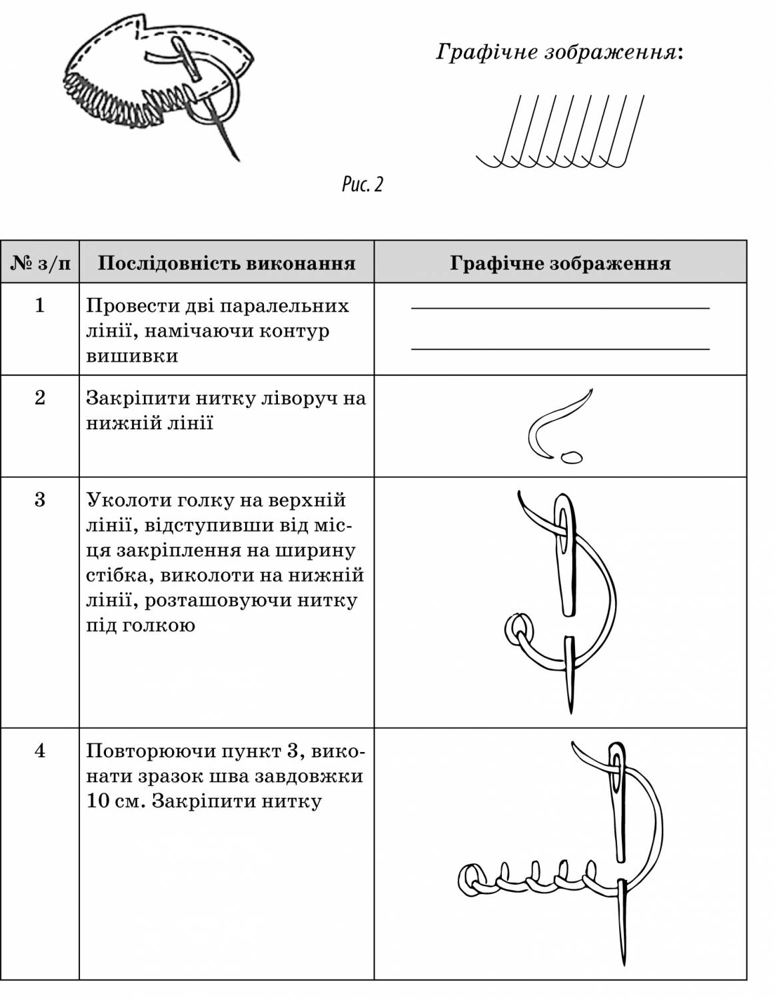 Графічне зображення:
Рис. 2
№ з/п Послідовність виконання Графічне зображення
1 Провести дві паралельних
лінії, намічаючи контур
вишивки
2 Закріпити нитку ліворуч на
нижній лінії
3 Уколоти голку на верхній
лінії, відступивши від міс-
ця закріплення на ширину
стібка, виколоти на нижній
лінії, розташовуючи нитку
під голкою
4 Повторюючи пункт 3, вико-
нати зразок шва завдовжки
10 см. Закріпити нитку